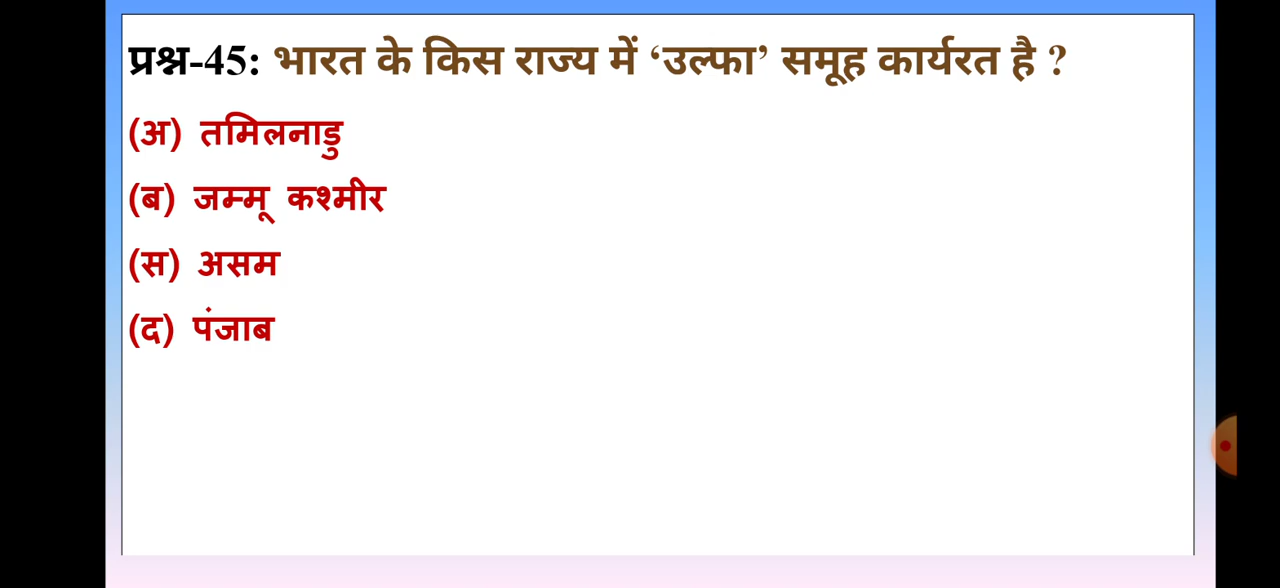 प्रश्न-45: भारत के किस राज्य में ‘उल्फा’ समूह कार्यरत है ?
(अ) तमिलनाडु
(ब) जम्मू कश्मीर
(स) असम
(द) पंजाब